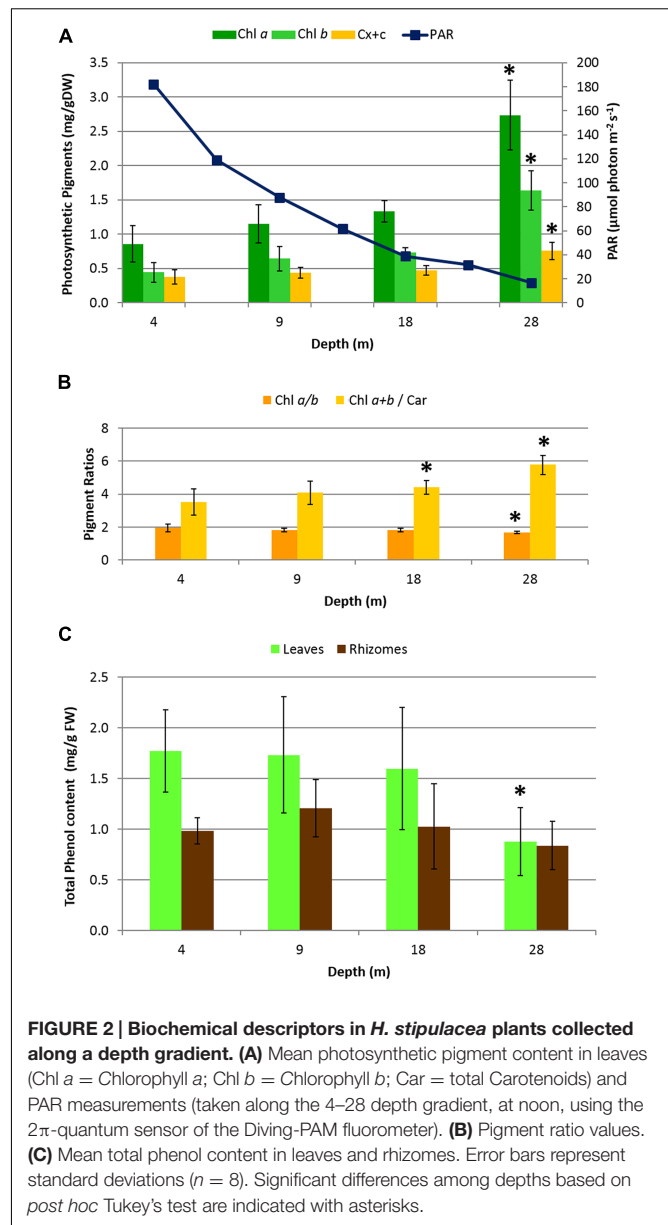 A
Chl a Chl b Cx+c PAR
Photosynthetic Pigments (mg/gDW)
3.5
3.0
2.5
2.0
1.5
1.0
0.5
0.0
* * *
200
180
160
140
120
100
80
60
40
20
0
PAR (µmol photon m-2 s-1)
4 9 18 28
Depth (m)
B
Chl a/b Chl a+b / Car
Pigment Ratios
8
6
4
2
0
* * *
4 9 18 28
Depth (m)
C
Leaves Rhizomes
Total Phenol content (mg/g FW)
2.5
2.0
1.5
1.0
0.5
0.0
*
4 9 18 28
Depth (m)
FIGURE 2 | Biochemical descriptors in H. stipulacea plants collected
along a depth gradient. (A) Mean photosynthetic pigment content in leaves
(Chl a = Chlorophyll a; Chl b = Chlorophyll b; Car = total Carotenoids) and
PAR measurements (taken along the 4–28 depth gradient, at noon, using the
2π-quantum sensor of the Diving-PAM fluorometer). (B) Pigment ratio values.
(C) Mean total phenol content in leaves and rhizomes. Error bars represent
standard deviations (n = 8). Significant differences among depths based on
post hoc Tukey's test are indicated with asterisks.